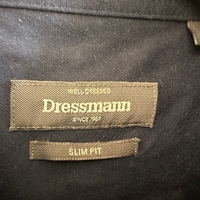 WELL DRESSED
Dressmann
SINCE 1967
SLIM FIT